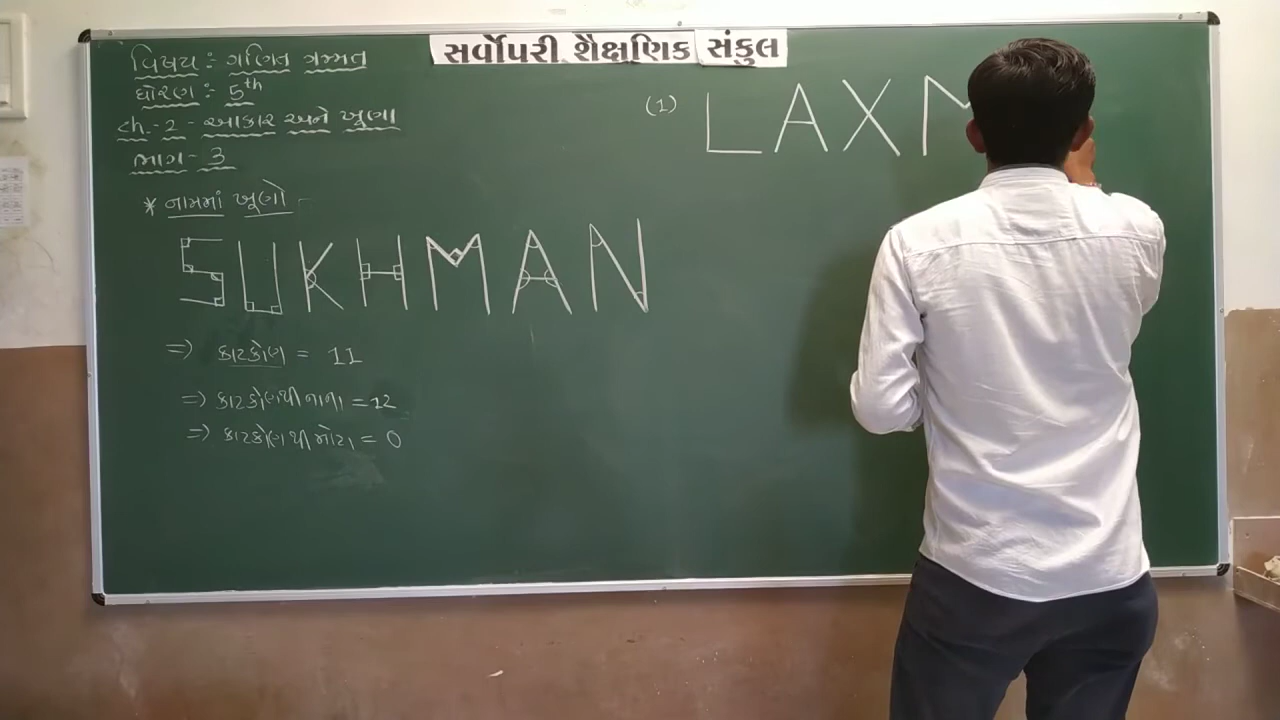 સર્વોપરી શૈક્ષણિક સંકુલ
વિષય : ગણિત ગમ્મત
ધોરણ : 5th
ch.- 2 - આકાર અને ખૂણા
ભાગ - 3
* નામમાં ખૂણો -
SUKHMAN
=> કાટકોણ = 11
=> કાટકોણથી નાના = 12
=> કાટકોણથી મોટા = 0
(1) LAXM